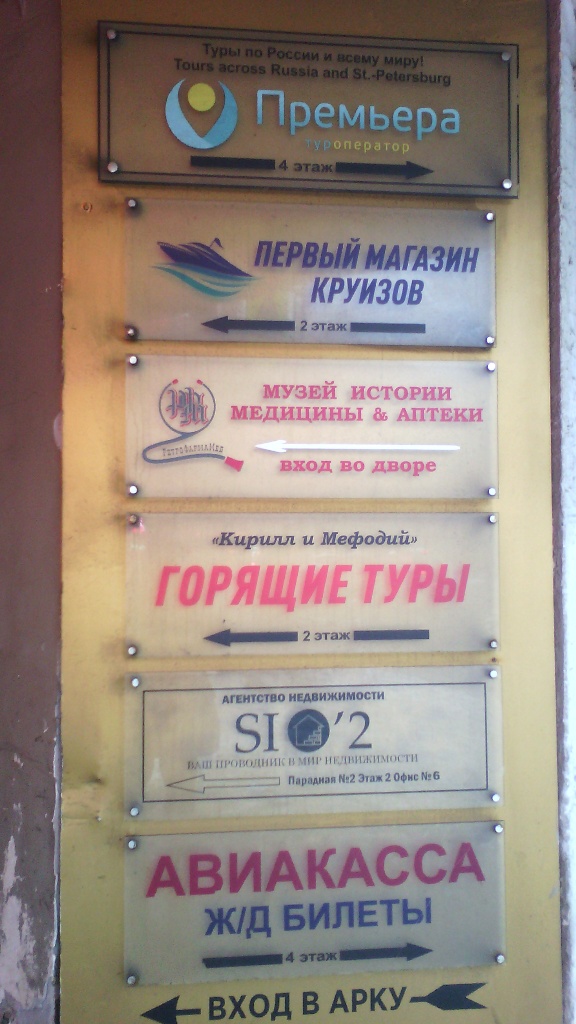 Туры по России и всему миру!
Tours across Russia and St.-Petersburg
Премьера
туроператор
4 этаж
ПЕРВЫЙ МАГАЗИН
КРУИЗОВ
2 этаж
МУЗЕЙ ИСТОРИИ
МЕДИЦИНЫ & АПТЕКИ
вход во дворе
«Кирилл и Мефодий»
ГОРЯЩИЕ ТУРЫ
2 этаж
АГЕНТСТВО НЕДВИЖИМОСТИ
SI '2
ВАШ ПРОВОДНИК В МИР НЕДВИЖИМОСТИ
Парадная №2 Этаж 2 Офис №6
АВИАКАССА
Ж/Д БИЛЕТЫ
4 этаж
ВХОД В АРКУ